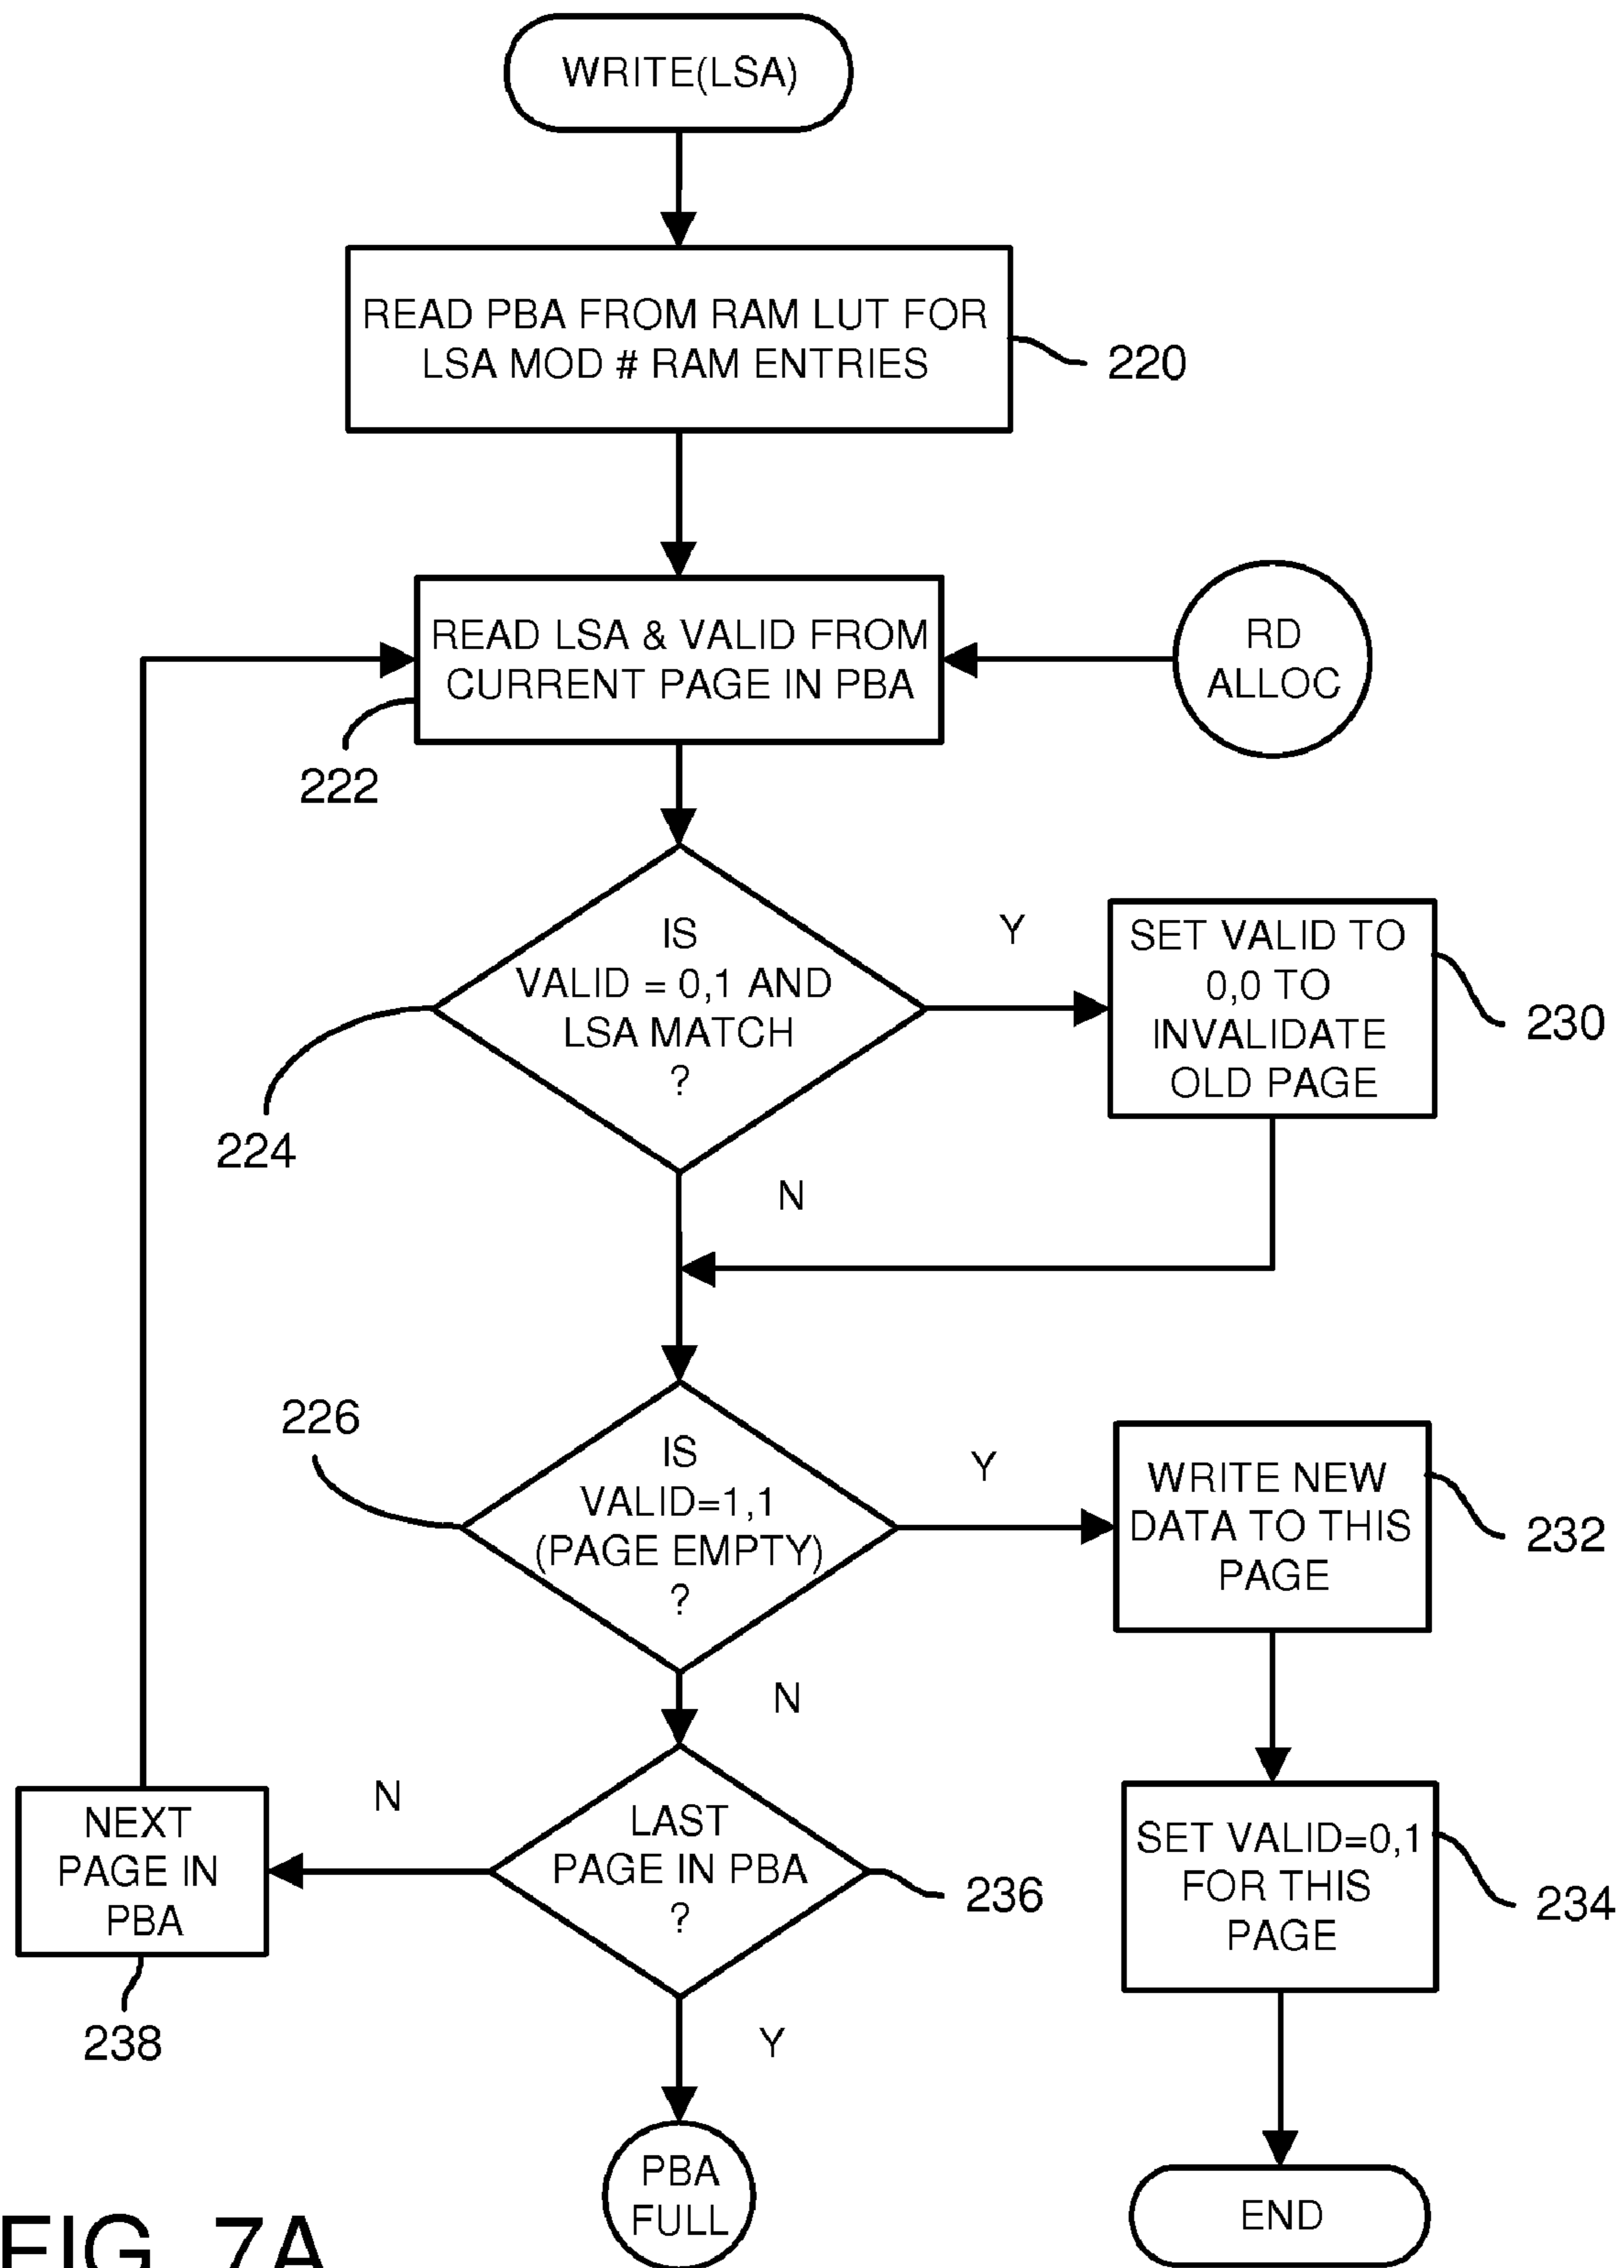 WRITE(LSA)
READ PBA FROM RAM LUT FOR
LSA MOD # RAM ENTRIES
220
READ LSA & VALID FROM
CURRENT PAGE IN PBA
RD
ALLOC
222
IS
VALID = 0,1 AND
LSA MATCH
?
Y
SET VALID TO
0,0 TO
INVALIDATE
OLD PAGE
230
224
N
226
IS
VALID=1,1
(PAGE EMPTY)
?
Y
WRITE NEW
DATA TO THIS
PAGE
232
N
NEXT
PAGE IN
PBA
N
LAST
PAGE IN PBA
?
236
SET VALID=0,1
FOR THIS
PAGE
234
238
Y
PBA
FULL
END
FIG. 7A